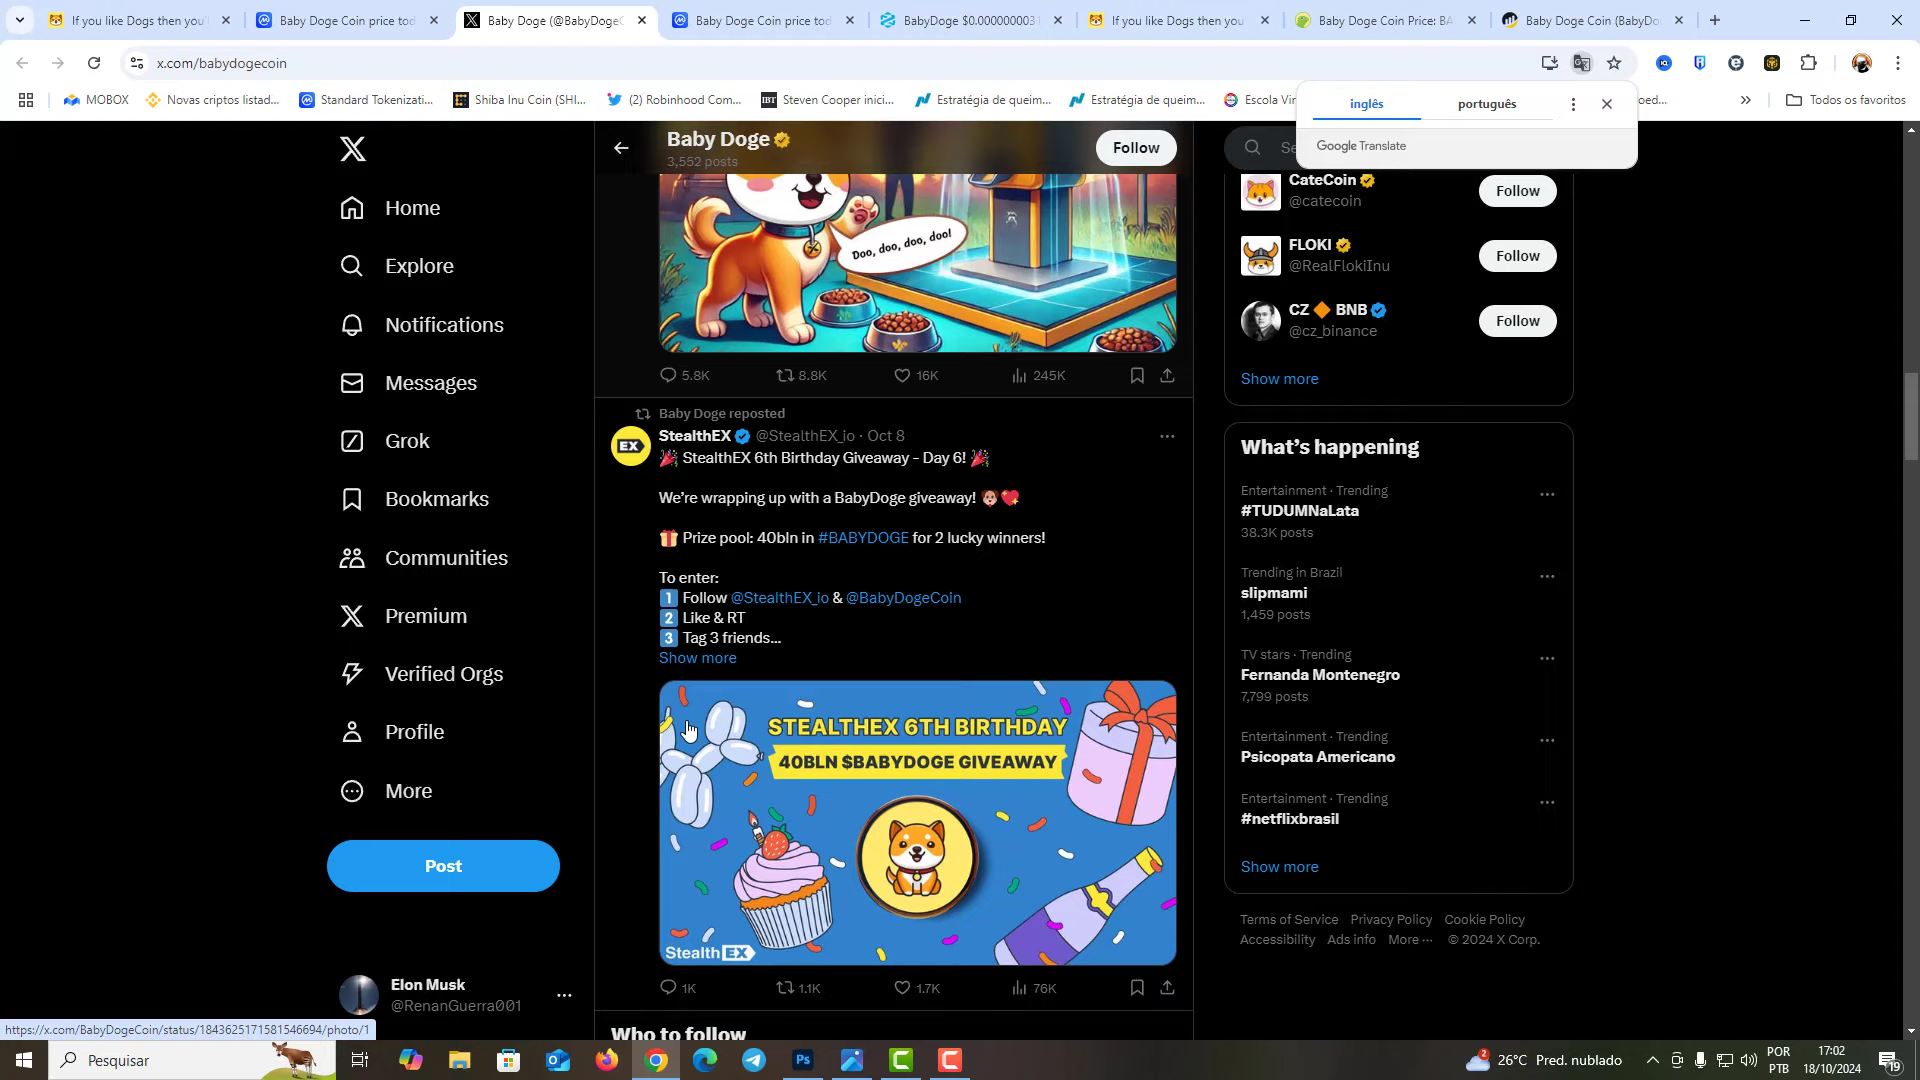 If you like Dogs then you'l
Baby Doge Coin price tod
Baby Doge (@BabyDogeC
Baby Doge Coin price tod
BabyDoge $0.0000000031
If you like Dogs then you
Baby Doge Coin Price: BA
Baby Doge Coin (BabyDo
x.com/babydogecoin
MOBOX
Novas criptos listad...
Standard Tokenizati...
Shiba Inu Coin (SHI...
(2) Robinhood Com...
Steven Cooper inici...
Estratégia de queim...
Estratégia de queim...
Escola Vir
oed...
Todos os favoritos
inglês
português
Google Translate
Home
Explore
Notifications
Messages
Grok
Bookmarks
Communities
Premium
Verified Orgs
Profile
More
Post
Elon Musk
@RenanGuerra001
Baby Doge
3,552 posts
Follow
Doo, doo, doo, doo!
5.8K
8.8K
16K
245K
Baby Doge reposted
StealthEX @StealthEX_io · Oct 8
🎉 StealthEX 6th Birthday Giveaway - Day 6! 🎉
We're wrapping up with a BabyDoge giveaway! 🐶💖
🎁 Prize pool: 40bln in #BABYDOGE for 2 lucky winners!
To enter:
1️⃣ Follow @StealthEX_io & @BabyDogeCoin
2️⃣ Like & RT
3️⃣ Tag 3 friends...
Show more
STEALTHEX 6TH BIRTHDAY
40BLN $BABYDOGE GIVEAWAY
StealthEX
1K
1.1K
1.7K
76K
Who to follow
Se
CateCoin
@catecoin
Follow
FLOKI
@RealFlokiInu
Follow
CZ 🔶 BNB
@cz_binance
Follow
Show more
What's happening
Entertainment · Trending
#TUDUMNaLata
38.3K posts
Trending in Brazil
slipmami
1,459 posts
TV stars · Trending
Fernanda Montenegro
7,799 posts
Entertainment · Trending
Psicopata Americano
Entertainment · Trending
#netflixbrasil
Show more
Terms of Service Privacy Policy Cookie Policy
Accessibility Ads info More ··· © 2024 X Corp.
https://x.com/BabyDogeCoin/status/1843625171581546694/photo/1
Pesquisar
Ps
2
26°C Pred. nublado
POR
PTB
17:02
18/10/2024
19